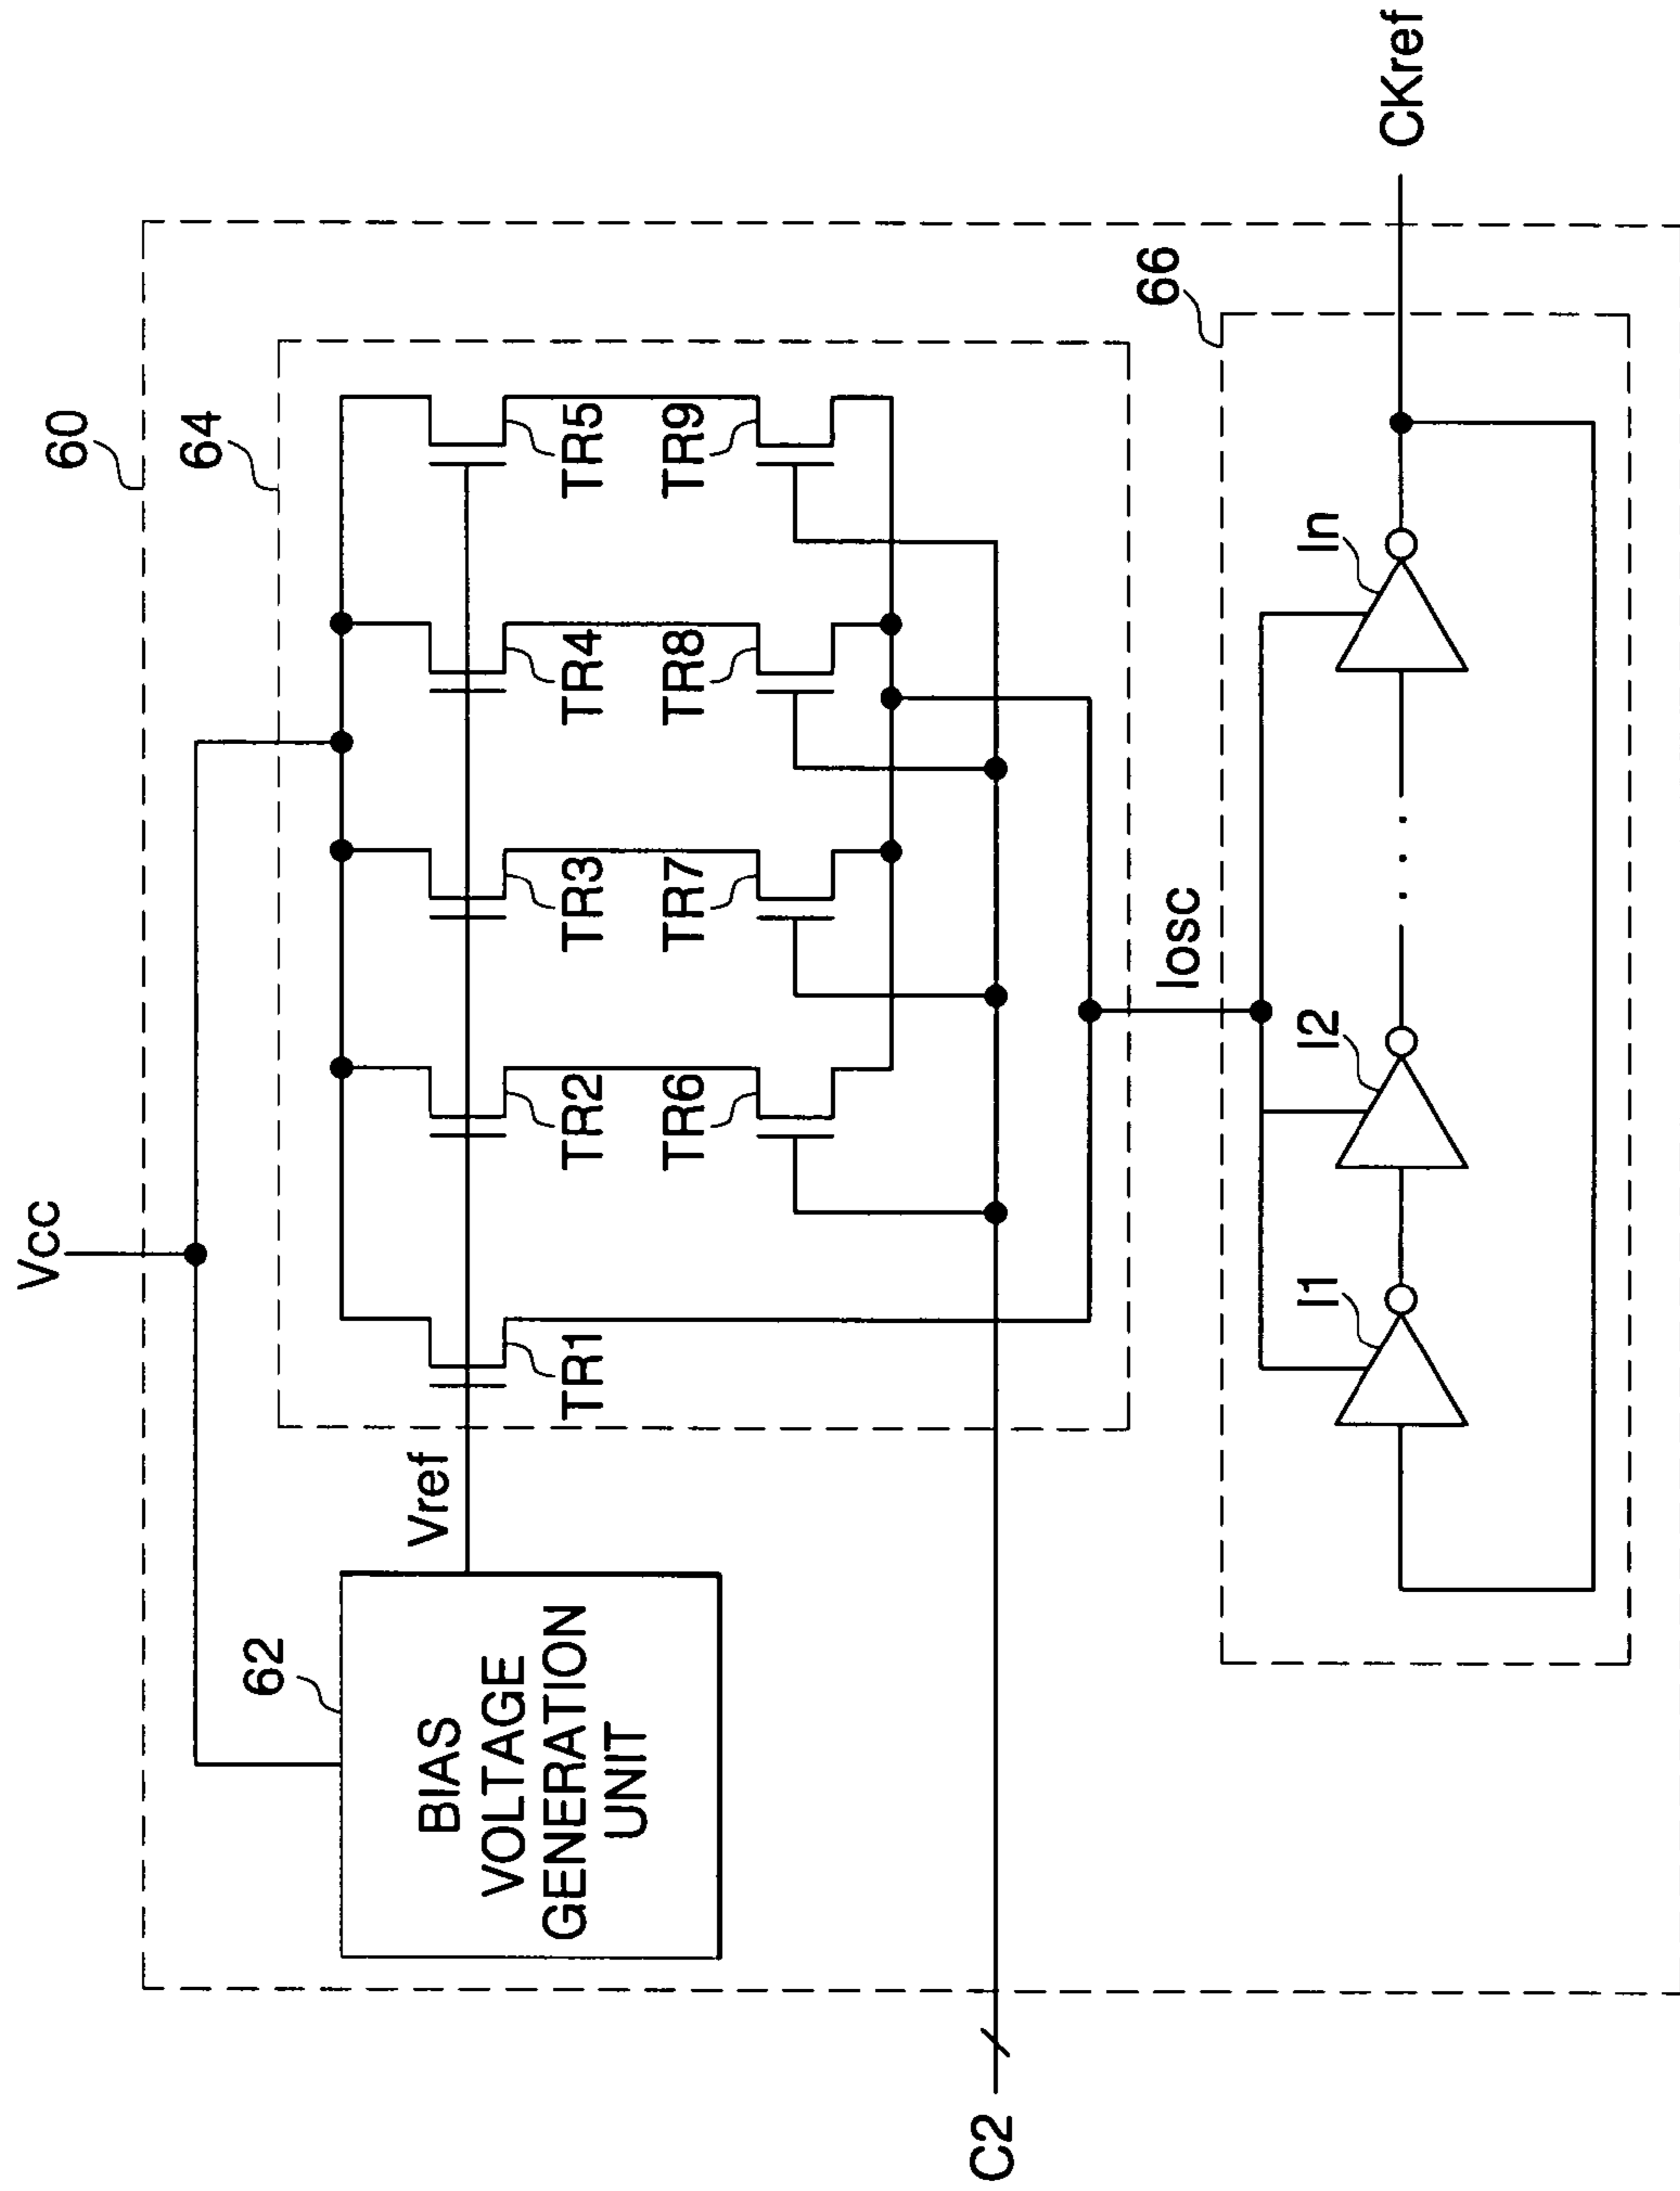 60
Vcc
64
62
BIAS
VOLTAGE
GENERATION
UNIT
Vref
TR1
TR2
TR3
TR4
TR5
TR6
TR7
TR8
TR9
C2
Iosc
66
I1
I2
In
CKref